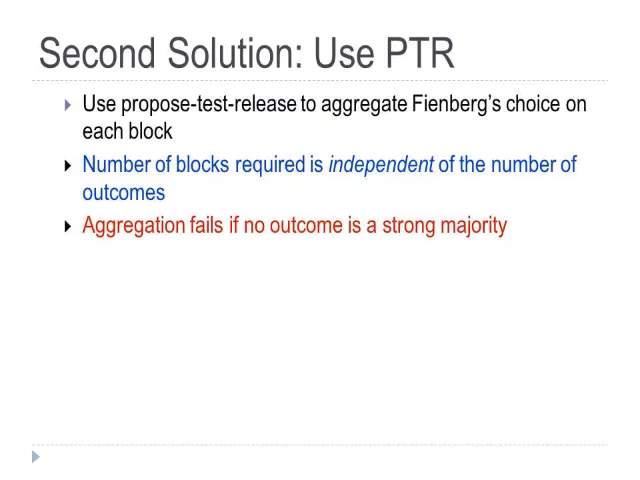 Second Solution: Use PTR
Use propose-test-release to aggregate Fienberg's choice on
each block
Number of blocks required is independent of the number of
outcomes
Aggregation fails if no outcome is a strong majority